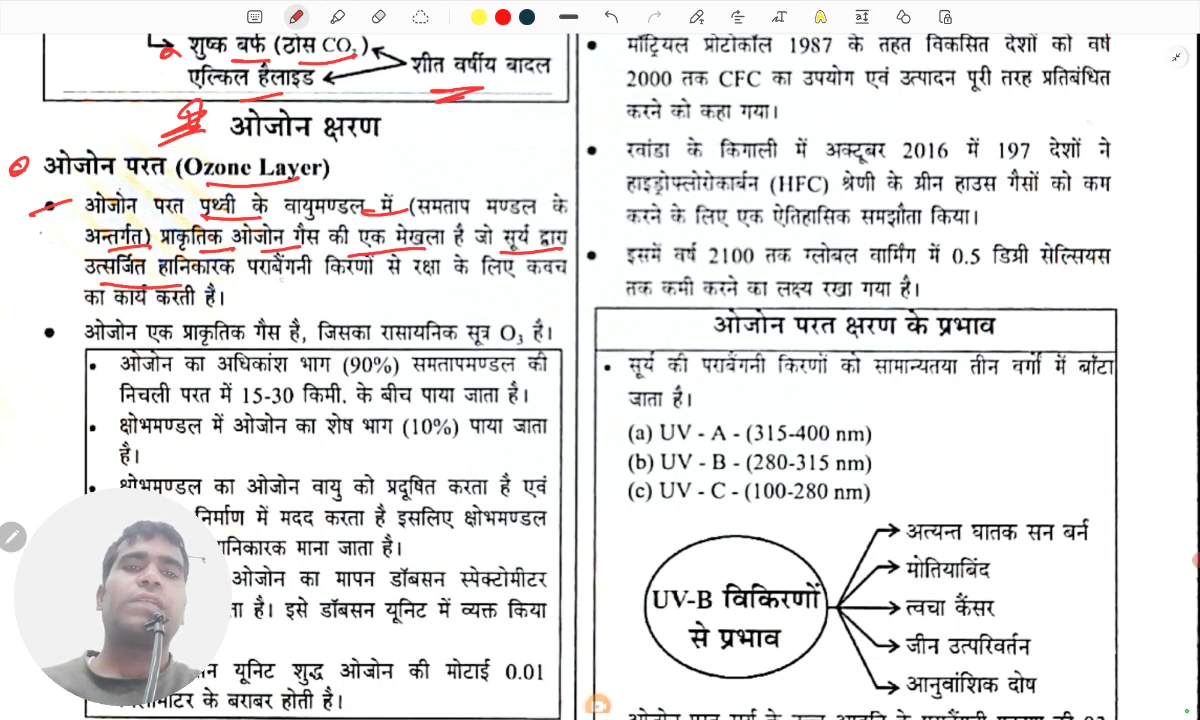 शुष्क बर्फ (ठोस CO₂)
एल्किल हैलाइड
शीत वर्षीय बादल
ओजोन क्षरण
ओजोन परत (Ozone Layer)
• ओजोन परत पृथ्वी के वायुमण्डल में (समताप मण्डल के
अन्तर्गत) प्राकृतिक ओजोन गैस की एक मेखला है जो सूर्य द्वारा
उत्सर्जित हानिकारक पराबैंगनी किरणों से रक्षा के लिए कवच
का कार्य करती है।
• ओजोन एक प्राकृतिक गैस है, जिसका रासायनिक सूत्र O₃ है।
• ओजोन का अधिकांश भाग (90%) समतापमण्डल की
निचली परत में 15-30 किमी. के बीच पाया जाता है।
• क्षोभमण्डल में ओजोन का शेष भाग (10%) पाया जाता
है।
• क्षोभमण्डल का ओजोन वायु को प्रदूषित करता है एवं
निर्माण में मदद करता है इसलिए क्षोभमण्डल
माना जाता है।
ओजोन का मापन डॉबसन स्पेक्टोमीटर
है। इसे डॉबसन यूनिट में व्यक्त किया
यूनिट शुद्ध ओजोन की मोटाई 0.01
के बराबर होती है।
• मॉट्रियल प्रोटोकॉल 1987 के तहत विकसित देशों को वर्ष
2000 तक CFC का उपयोग एवं उत्पादन पूरी तरह प्रतिबंधित
करने को कहा गया।
• रवांडा के किगाली में अक्टूबर 2016 में 197 देशों ने
हाइड्रोफ्लोरोकार्बन (HFC) श्रेणी के ग्रीन हाउस गैसों को कम
करने के लिए एक ऐतिहासिक समझौता किया।
• इसमें वर्ष 2100 तक ग्लोबल वार्मिंग में 0.5 डिग्री सेल्सियस
तक कमी करने का लक्ष्य रखा गया है।
ओजोन परत क्षरण के प्रभाव
• सूर्य की पराबैंगनी किरणों को सामान्यतया तीन वर्गों में बाँटा
जाता है।
(a) UV - A - (315-400 nm)
(b) UV - B - (280-315 nm)
(c) UV - C - (100-280 nm)
UV-B विकिरणों
से प्रभाव
अत्यन्त घातक सन बर्न
मोतियाबिंद
त्वचा कैंसर
जीन उत्परिवर्तन
आनुवांशिक दोष